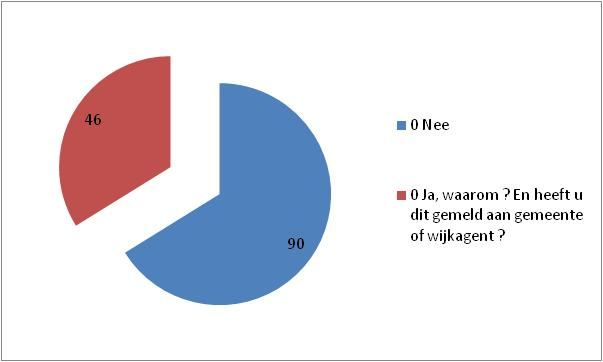 46
90
0 Nee
0 Ja, waarom ? En heeft u
dit gemeld aan gemeente
of wijkagent ?